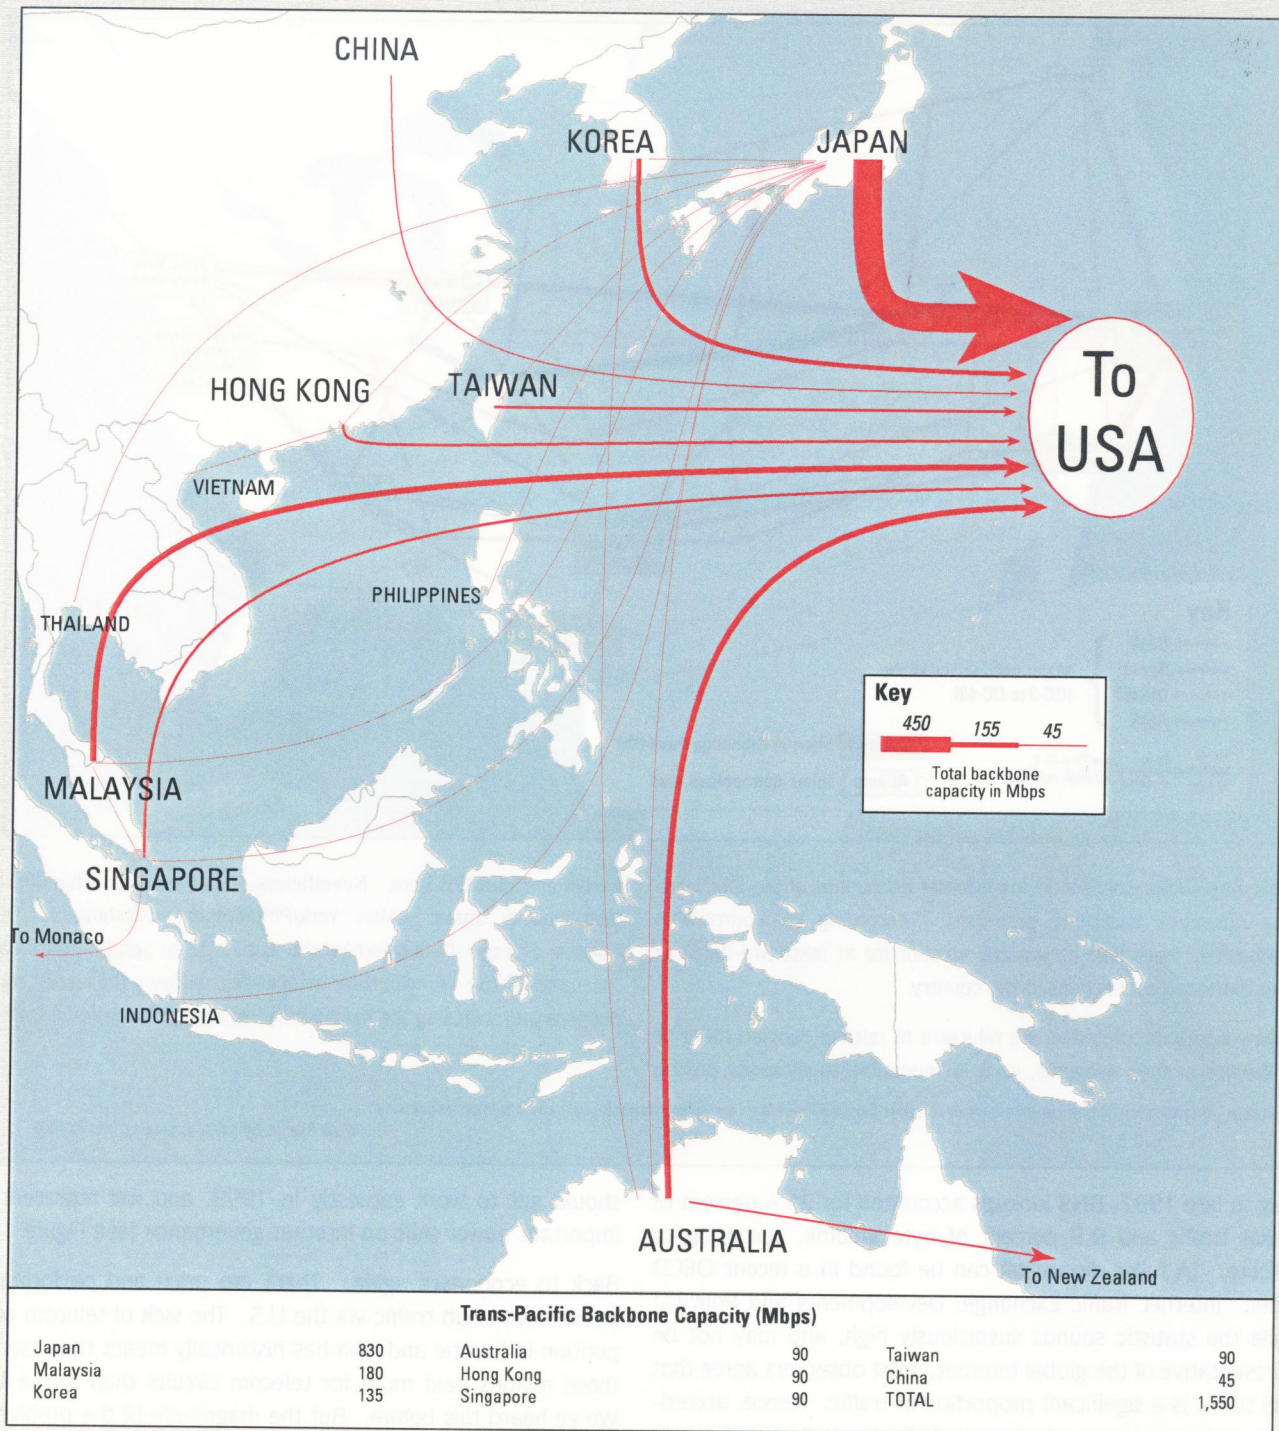 CHINA
KOREA
JAPAN
To
USA
HONG KONG
TAIWAN
VIETNAM
PHILIPPINES
THAILAND
Key
450 155 45
Total backbone
capacity in Mbps
MALAYSIA
SINGAPORE
To Monaco
INDONESIA
AUSTRALIA
To New Zealand
Trans-Pacific Backbone Capacity (Mbps)
Japan 830 Australia 90 Taiwan 90
Malaysia 180 Hong Kong 90 China 45
Korea 135 Singapore 90 TOTAL 1,550